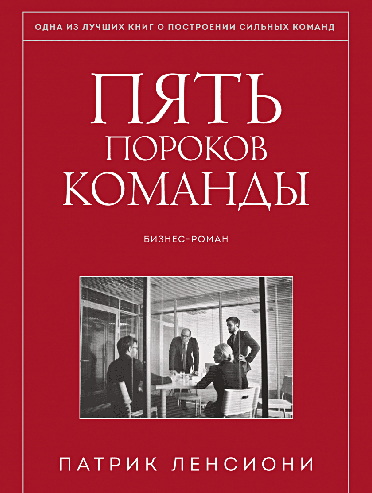 ОДНА ИЗ ЛУЧШИХ КНИГ О ПОСТРОЕНИИ СИЛЬНЫХ КОМАНД
ПЯТЬ
ПОРОКОВ
КОМАНДЫ
БИЗНЕС-РОМАН
ПАТРИК ЛЕНСИОНИ